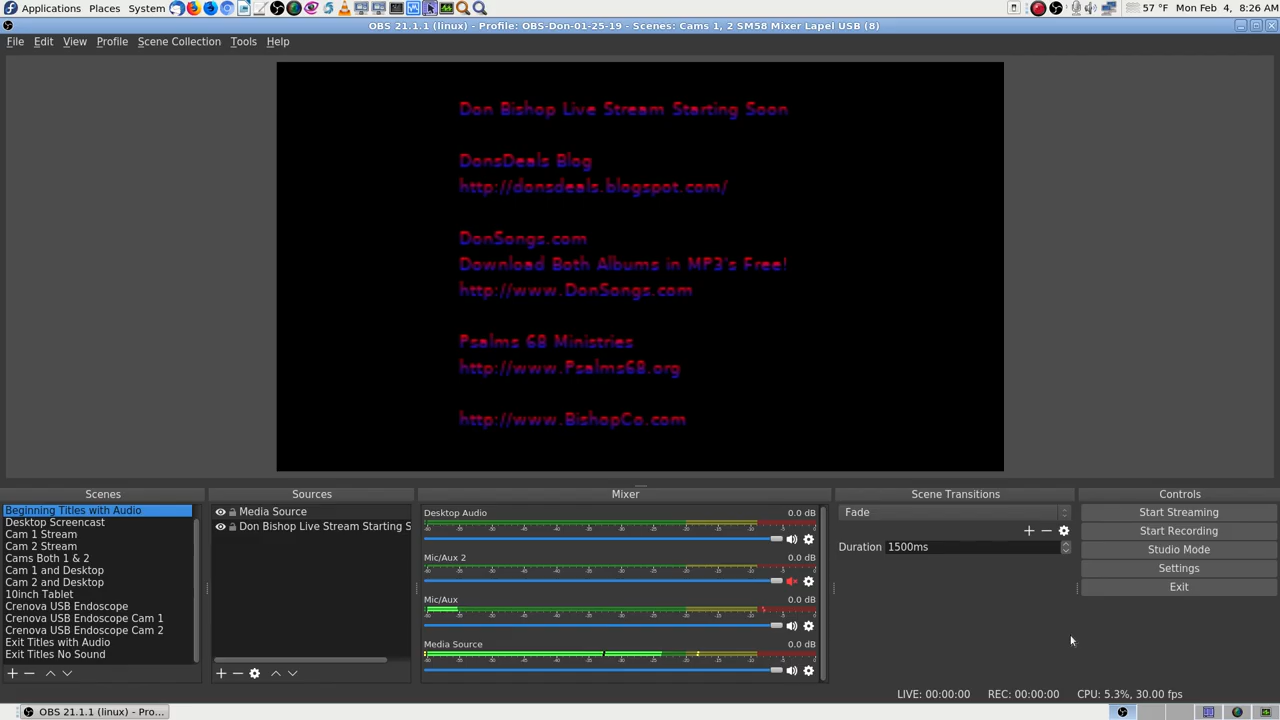 Applications Places System 57 °F Mon Feb 4, 8:26 AM
OBS 21.1.1 (linux) - Profile: OBS-Don-01-25-19 - Scenes: Cams 1, 2 SM58 Mixer Lapel USB (8)
File Edit View Profile Scene Collection Tools Help
Don Bishop Live Stream Starting Soon
DonsDeals Blog
http://donsdeals.blogspot.com/
DonSongs.com
Download Both Albums in MP3's Free!
http://www.DonSongs.com
Psalms 68 Ministries
http://www.Psalms68.org
http://www.BishopCo.com
Scenes
Beginning Titles with Audio
Desktop Screencast
Cam 1 Stream
Cam 2 Stream
Cams Both 1 & 2
Cam 1 and Desktop
Cam 2 and Desktop
10inch Tablet
Crenova USB Endoscope
Crenova USB Endoscope Cam 1
Crenova USB Endoscope Cam 2
Exit Titles with Audio
Exit Titles No Sound
Sources
Media Source
Don Bishop Live Stream Starting S
Mixer
Desktop Audio 0.0 dB
Mic/Aux 2 0.0 dB
Mic/Aux 0.0 dB
Media Source 0.0 dB
Scene Transitions
Fade
Duration 1500ms
Controls
Start Streaming
Start Recording
Studio Mode
Settings
Exit
LIVE: 00:00:00 REC: 00:00:00 CPU: 5.3%, 30.00 fps
OBS 21.1.1 (linux) - Pro...